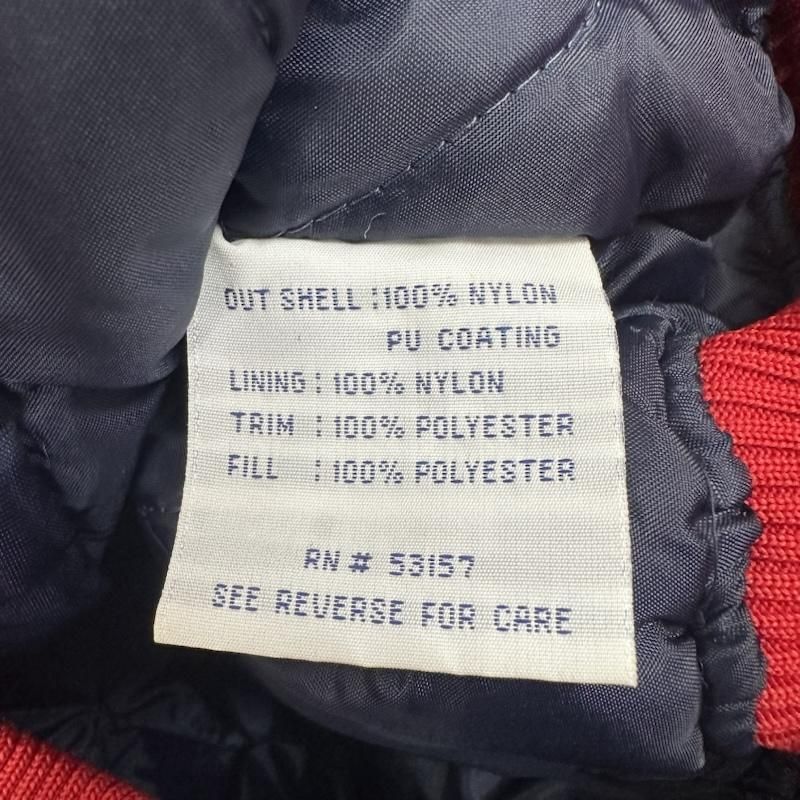 OUT SHELL : 100% NYLON
PU COATING
LINING : 100% NYLON
TRIM : 100% POLYESTER
FILL : 100% POLYESTER
RN # 53157
SEE REVERSE FOR CARE